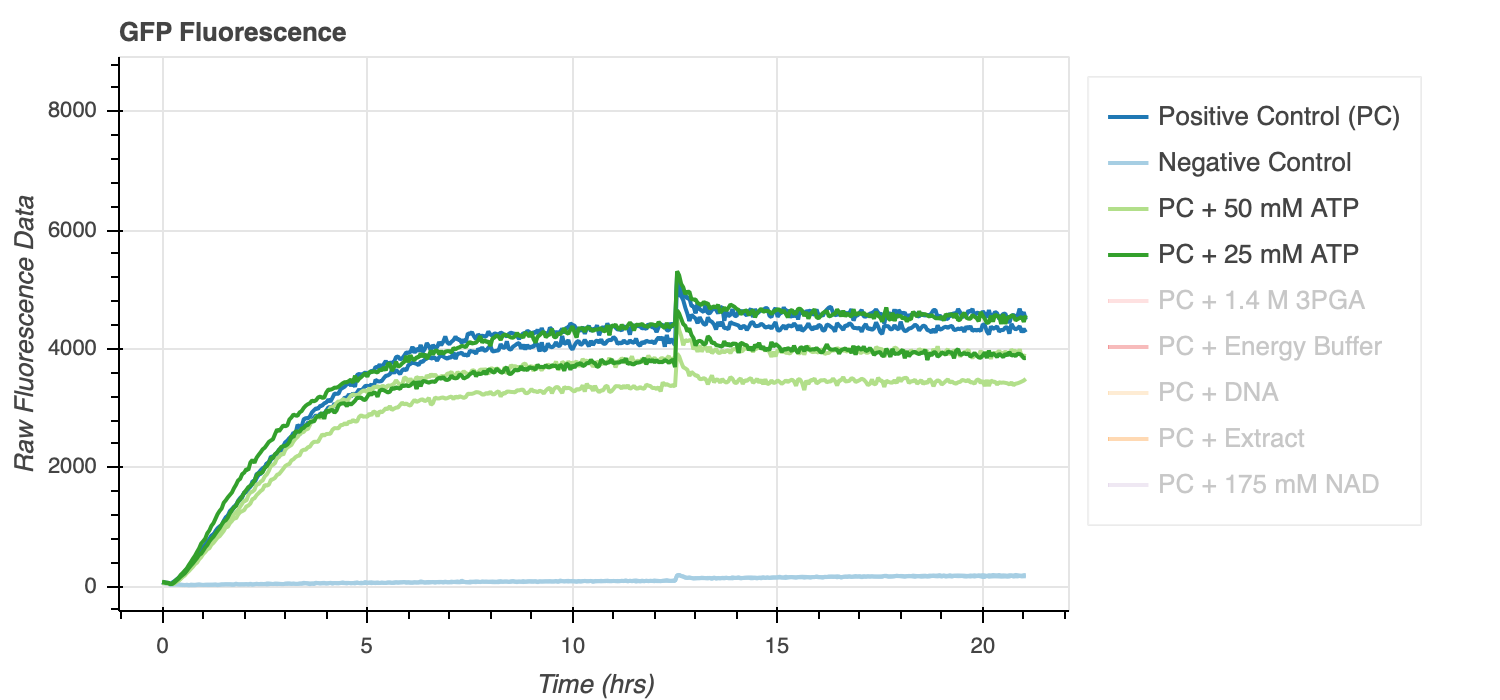 GFP Fluorescence
Raw Fluorescence Data
8000
6000
4000
2000
0
0 5 10 15 20
Time (hrs)
Positive Control (PC)
Negative Control
PC + 50 mM ATP
PC + 25 mM ATP
PC + 1.4 M 3PGA
PC + Energy Buffer
PC + DNA
PC + Extract
PC + 175 mM NAD